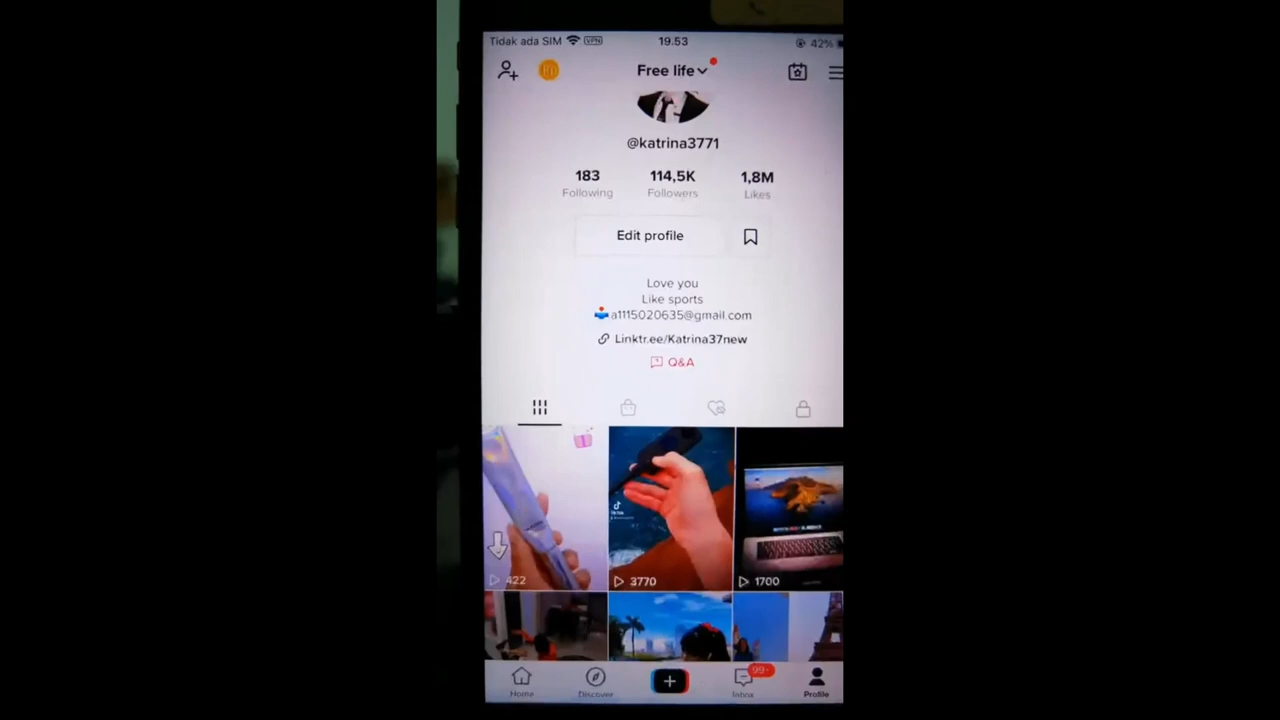 Tidak ada SIM VPN 19.53 42%
Free life
@katrina3771
183 114,5K 1,8M
Following Followers Likes
Edit profile
Love you
Like sports
a1115020635@gmail.com
Linktr.ee/Katrina37new
Q&A
422 3770 1700
99+
Home Discover Inbox Profile